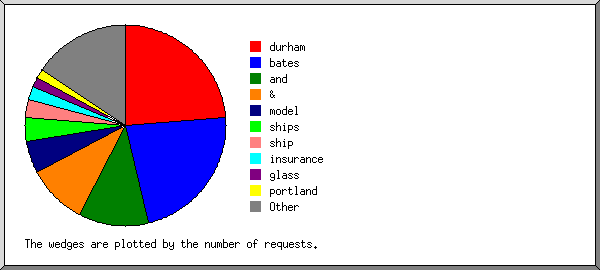 durham
bates
and
&
model
ships
ship
insurance
glass
portland
Other
The wedges are plotted by the number of requests.